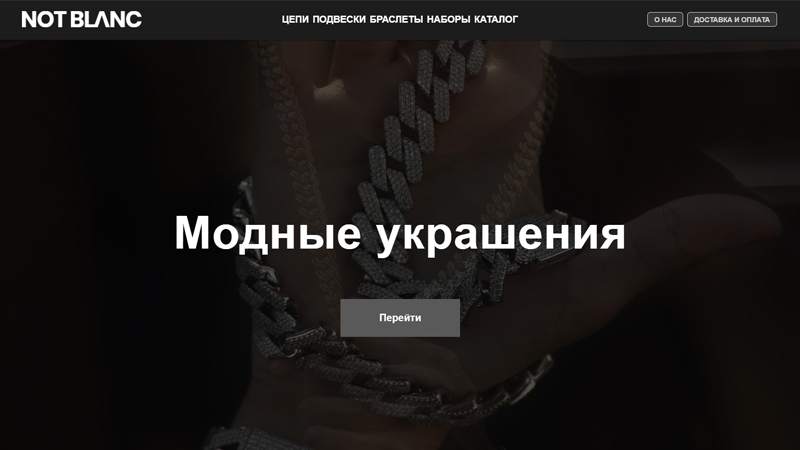 NOT BLANC
ЦЕПИ ПОДВЕСКИ БРАСЛЕТЫ НАБОРЫ КАТАЛОГ
О НАС
ДОСТАВКА И ОПЛАТА
Модные украшения
Перейти